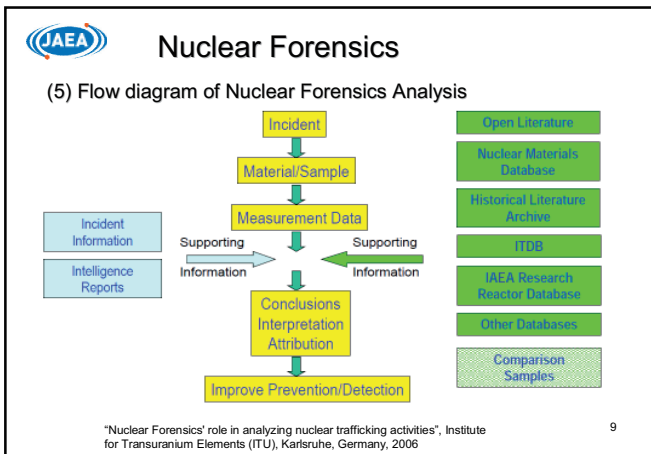 JAEA
Nuclear Forensics
(5) Flow diagram of Nuclear Forensics Analysis
Incident
Material/Sample
Measurement Data
Incident
Information
Intelligence
Reports
Supporting
Information
Supporting
Information
Conclusions
Interpretation
Attribution
Improve Prevention/Detection
Open Literature
Nuclear Materials
Database
Historical Literature
Archive
ITDB
IAEA Research
Reactor Database
Other Databases
Comparison
Samples
"Nuclear Forensics' role in analyzing nuclear trafficking activities", Institute
for Transuranium Elements (ITU), Karlsruhe, Germany, 2006
9